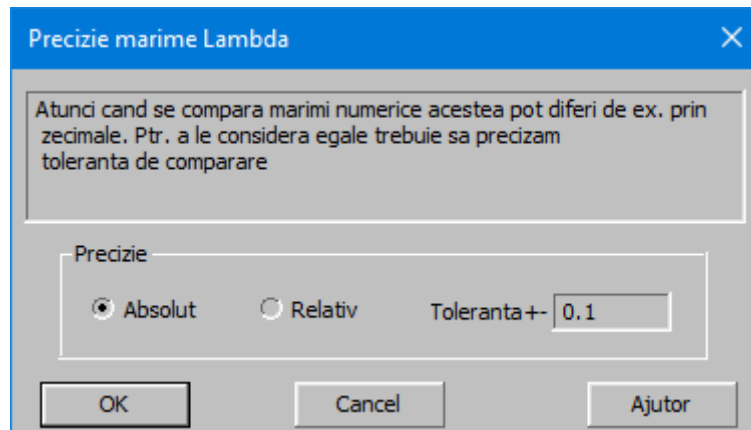 Precizie marime Lambda
Atunci cand se compara marimi numerice acestea pot diferi de ex. prin
zecimale. Ptr. a le considera egale trebuie sa precizam
toleranta de comparare
Precizie
Absolut Relativ Toleranta+- 0.1
OK Cancel Ajutor